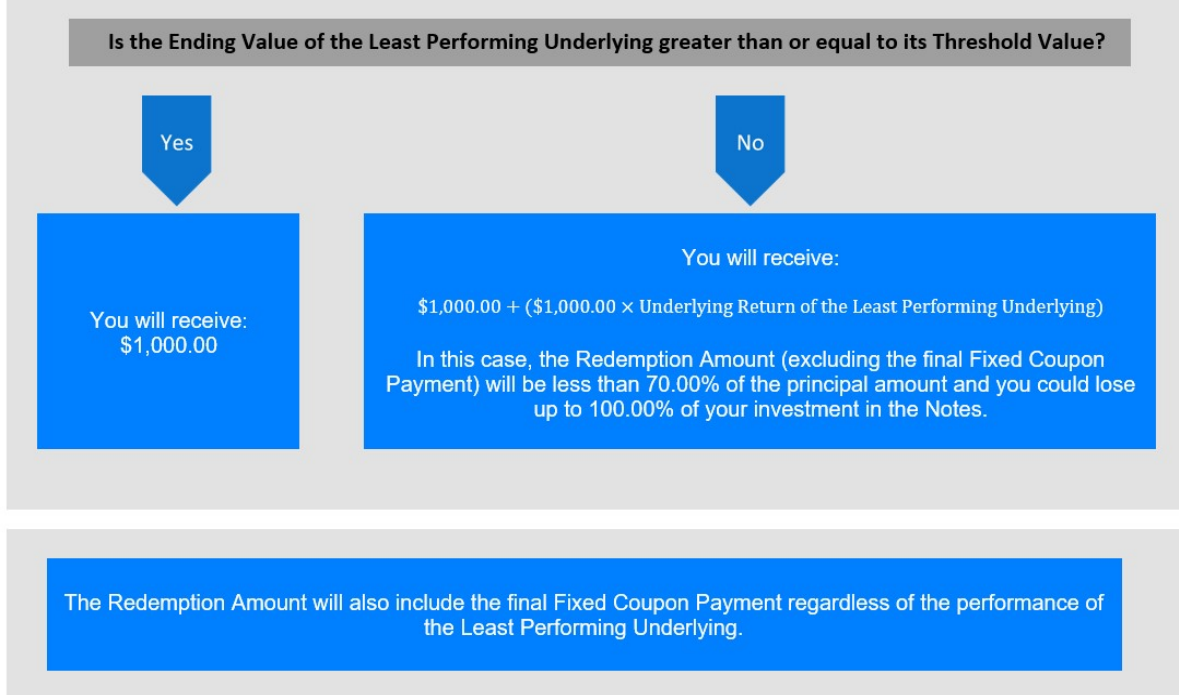 Is the Ending Value of the Least Performing Underlying greater than or equal to its Threshold Value?
Yes
No
You will receive:
$1,000.00
You will receive:
$1,000.00 + ($1,000.00 × Underlying Return of the Least Performing Underlying)
In this case, the Redemption Amount (excluding the final Fixed Coupon
Payment) will be less than 70.00% of the principal amount and you could lose
up to 100.00% of your investment in the Notes.
The Redemption Amount will also include the final Fixed Coupon Payment regardless of the performance of
the Least Performing Underlying.